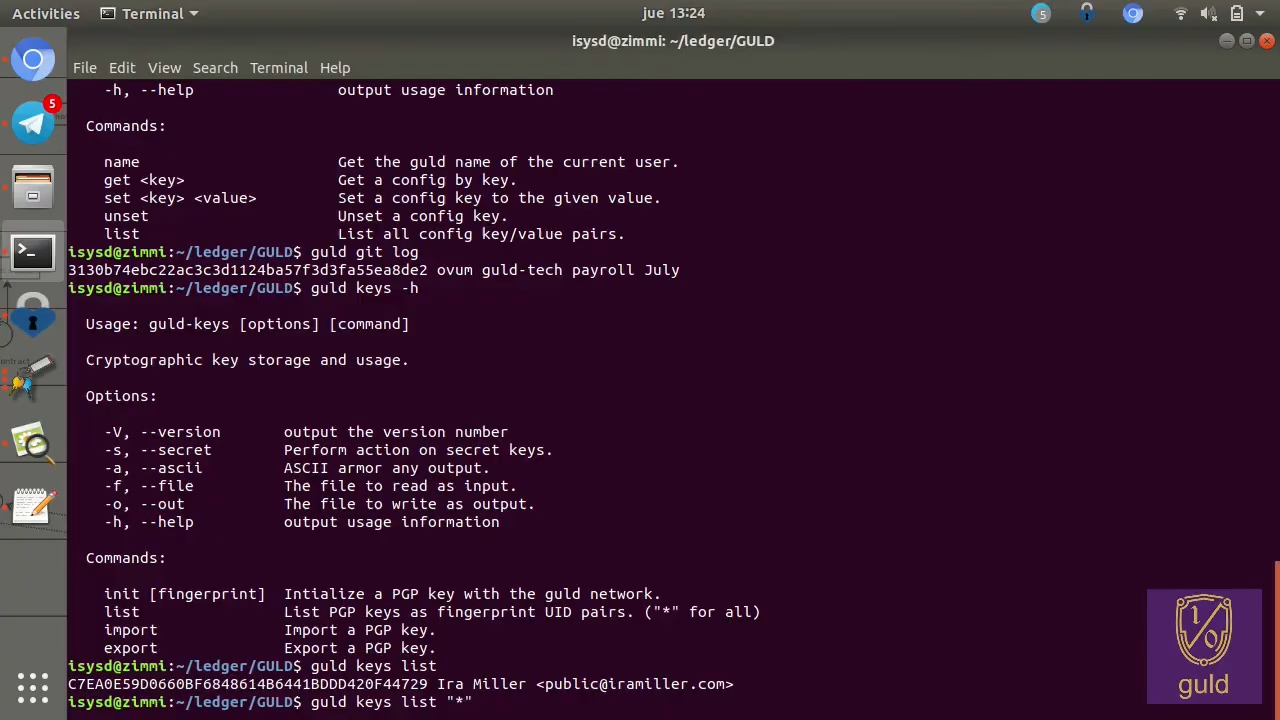 Activities Terminal jue 13:24 5
isysd@zimmi: ~/ledger/GULD
File Edit View Search Terminal Help
5
-h, --help output usage information
Commands:
name Get the guld name of the current user.
get <key> Get a config by key.
set <key> <value> Set a config key to the given value.
unset Unset a config key.
list List all config key/value pairs.
isysd@zimmi:~/ledger/GULD$ guld git log
3130b74ebc22ac3c3d1124ba57f3d3fa55ea8de2 ovum guld-tech payroll July
isysd@zimmi:~/ledger/GULD$ guld keys -h
Usage: guld-keys [options] [command]
Cryptographic key storage and usage.
Options:
-V, --version output the version number
-s, --secret Perform action on secret keys.
-a, --ascii ASCII armor any output.
-f, --file The file to read as input.
-o, --out The file to write as output.
-h, --help output usage information
Commands:
init [fingerprint] Intialize a PGP key with the guld network.
list List PGP keys as fingerprint UID pairs. ("*" for all)
import Import a PGP key.
export Export a PGP key.
isysd@zimmi:~/ledger/GULD$ guld keys list
C7EA0E59D0660BF6848614B6441BDDD420F44729 Ira Miller <public@iramiller.com>
isysd@zimmi:~/ledger/GULD$ guld keys list "*"
1/0
guld